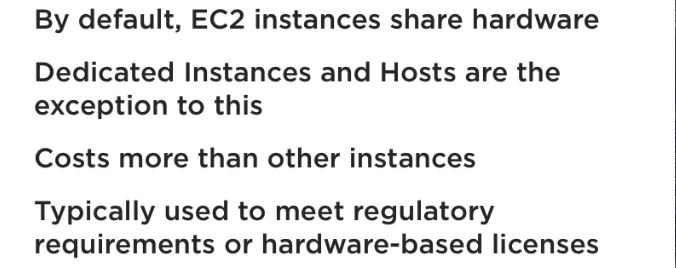 By default, EC2 instances share hardware
Dedicated Instances and Hosts are the
exception to this
Costs more than other instances
Typically used to meet regulatory
requirements or hardware-based licenses